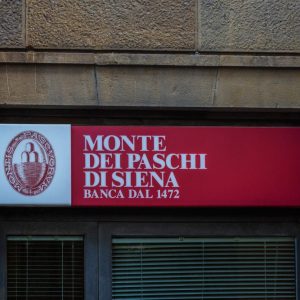 MONTE
DEI PASCHI
DI SIENA
BANCA DAL 1472